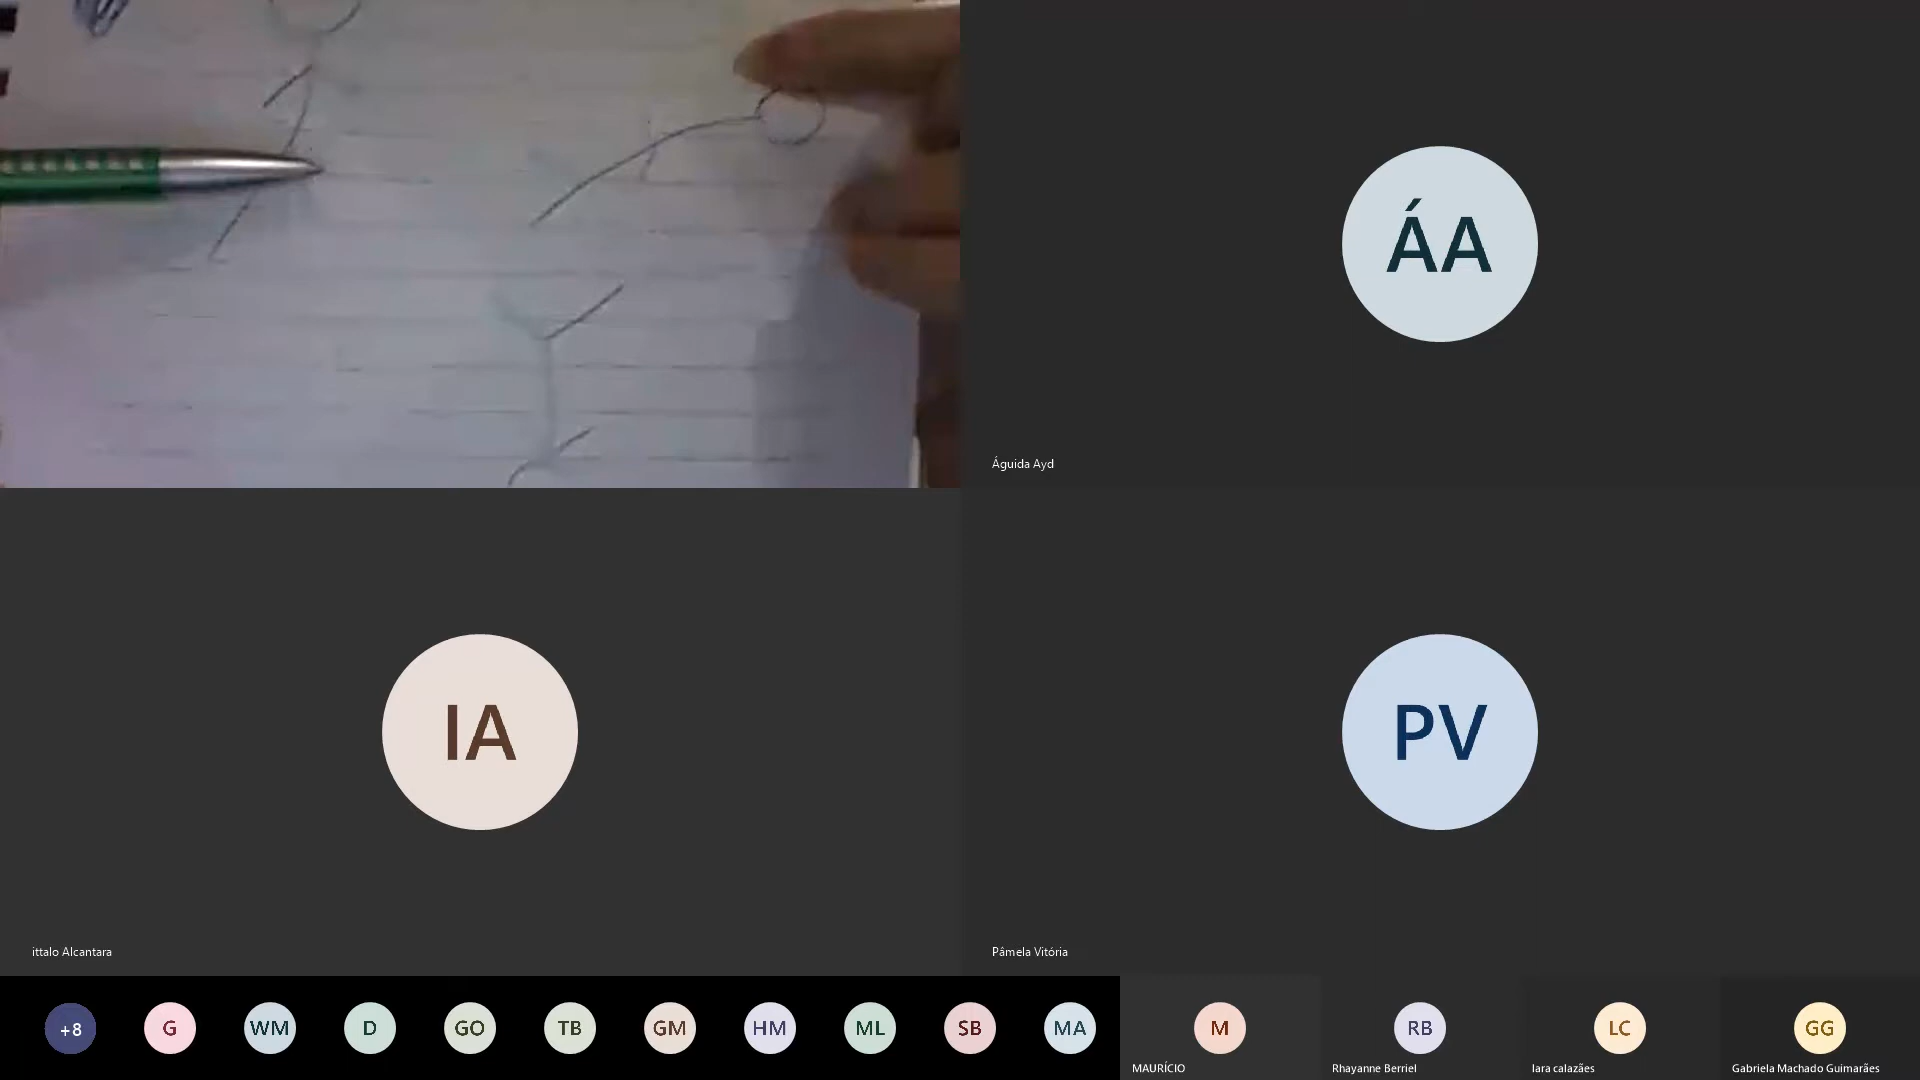 ÁA
Águida Ayd
IA
ittalo Alcantara
PV
Pâmela Vitória
+8
G
WM
D
GO
TB
GM
HM
ML
SB
MA
M
MAURÍCIO
RB
Rhayanne Berriel
LC
Iara calazães
GG
Gabriela Machado Guimarães